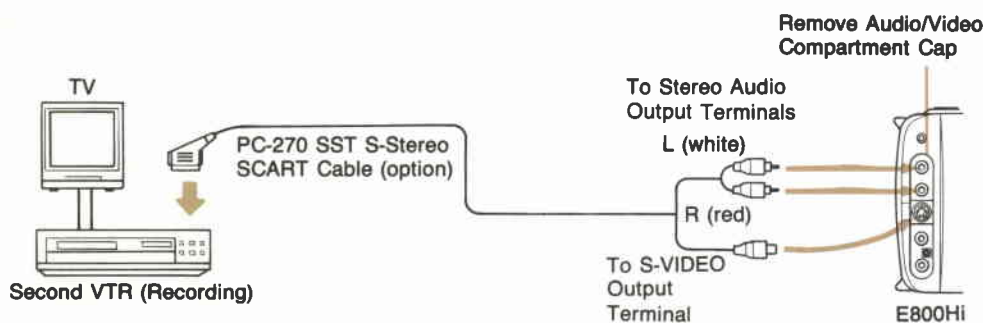 Remove Audio/Video
Compartment Cap
TV
To Stereo Audio
Output Terminals
L (white)
PC-270 SST S-Stereo
SCART Cable (option)
R (red)
To S-VIDEO
Output
Terminal
Second VTR (Recording)
E800Hi